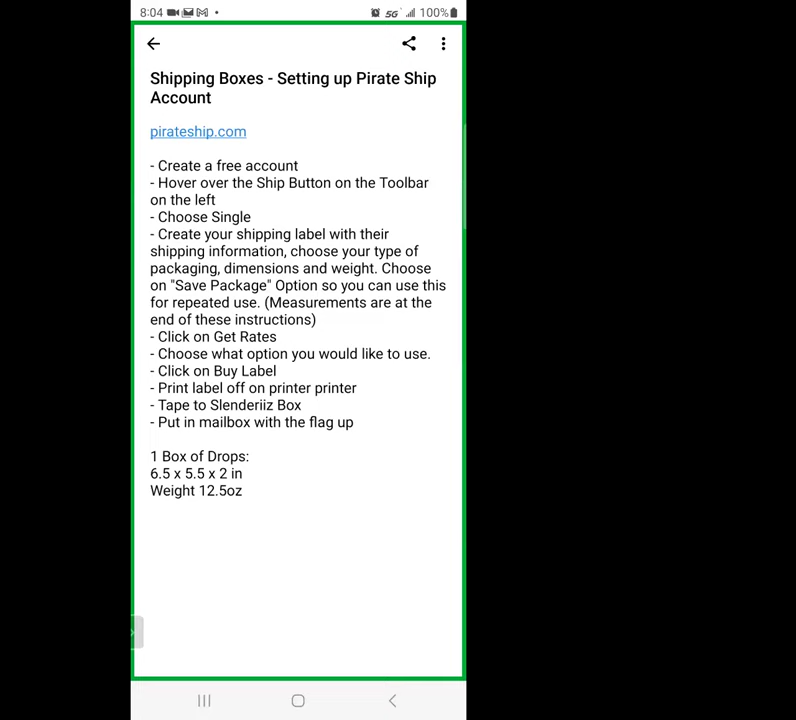 8:04
5G 100%
Shipping Boxes - Setting up Pirate Ship
Account
pirateship.com
- Create a free account
- Hover over the Ship Button on the Toolbar
on the left
- Choose Single
- Create your shipping label with their
shipping information, choose your type of
packaging, dimensions and weight. Choose
on "Save Package" Option so you can use this
for repeated use. (Measurements are at the
end of these instructions)
- Click on Get Rates
- Choose what option you would like to use.
- Click on Buy Label
- Print label off on printer printer
- Tape to Slenderiiz Box
- Put in mailbox with the flag up
1 Box of Drops:
6.5 x 5.5 x 2 in
Weight 12.5oz